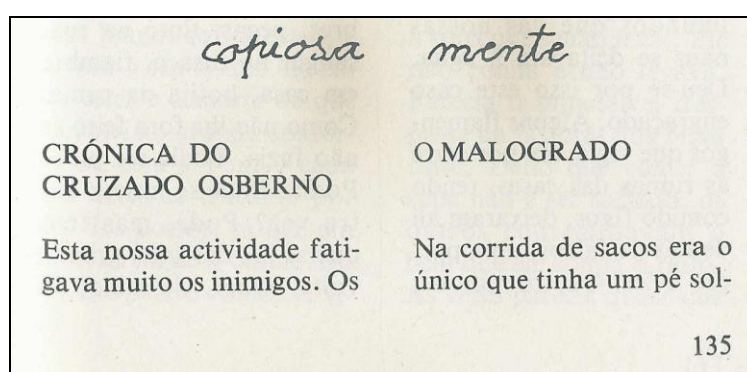 copiosa mente
CRÓNICA DO
CRUZADO OSBERNO
Esta nossa actividade fati-
gava muito os inimigos. Os
O MALOGRADO
Na corrida de sacos era o
único que tinha um pé sol-
135